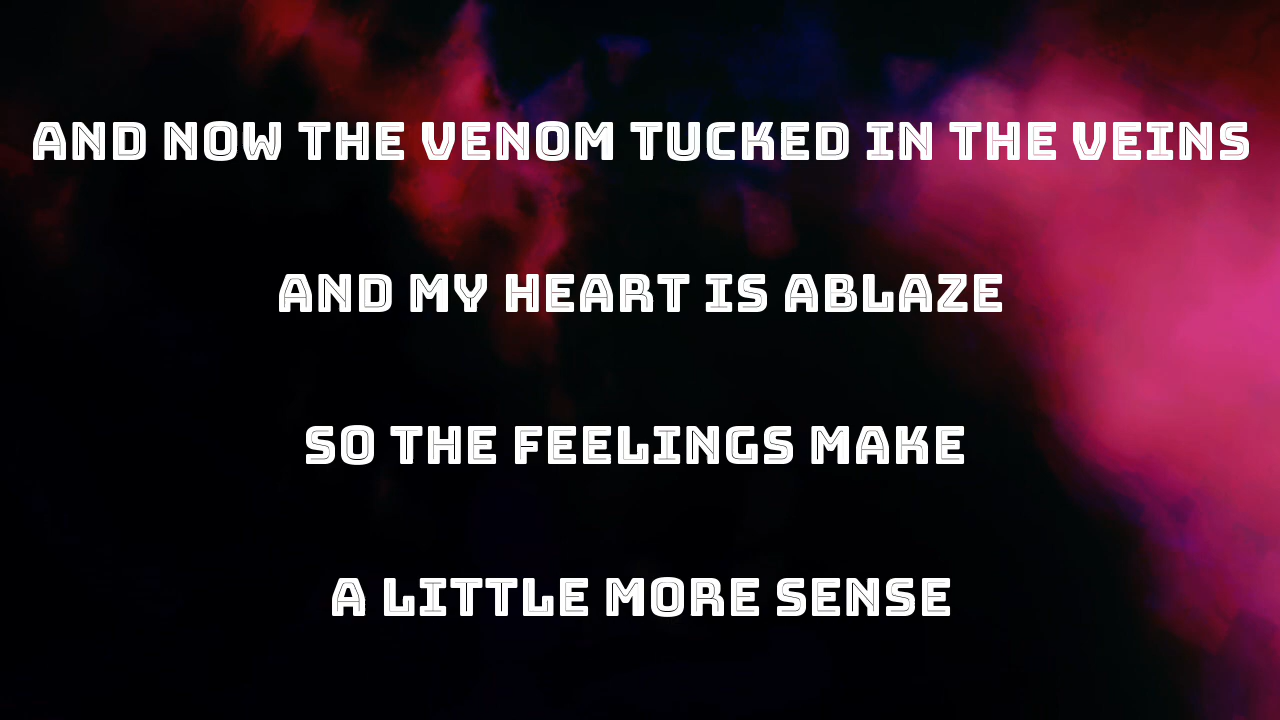 AND NOW THE VENOM TUCKED IN THE VEINS
AND MY HEART IS ABLAZE
SO THE FEELINGS MAKE
A LITTLE MORE SENSE